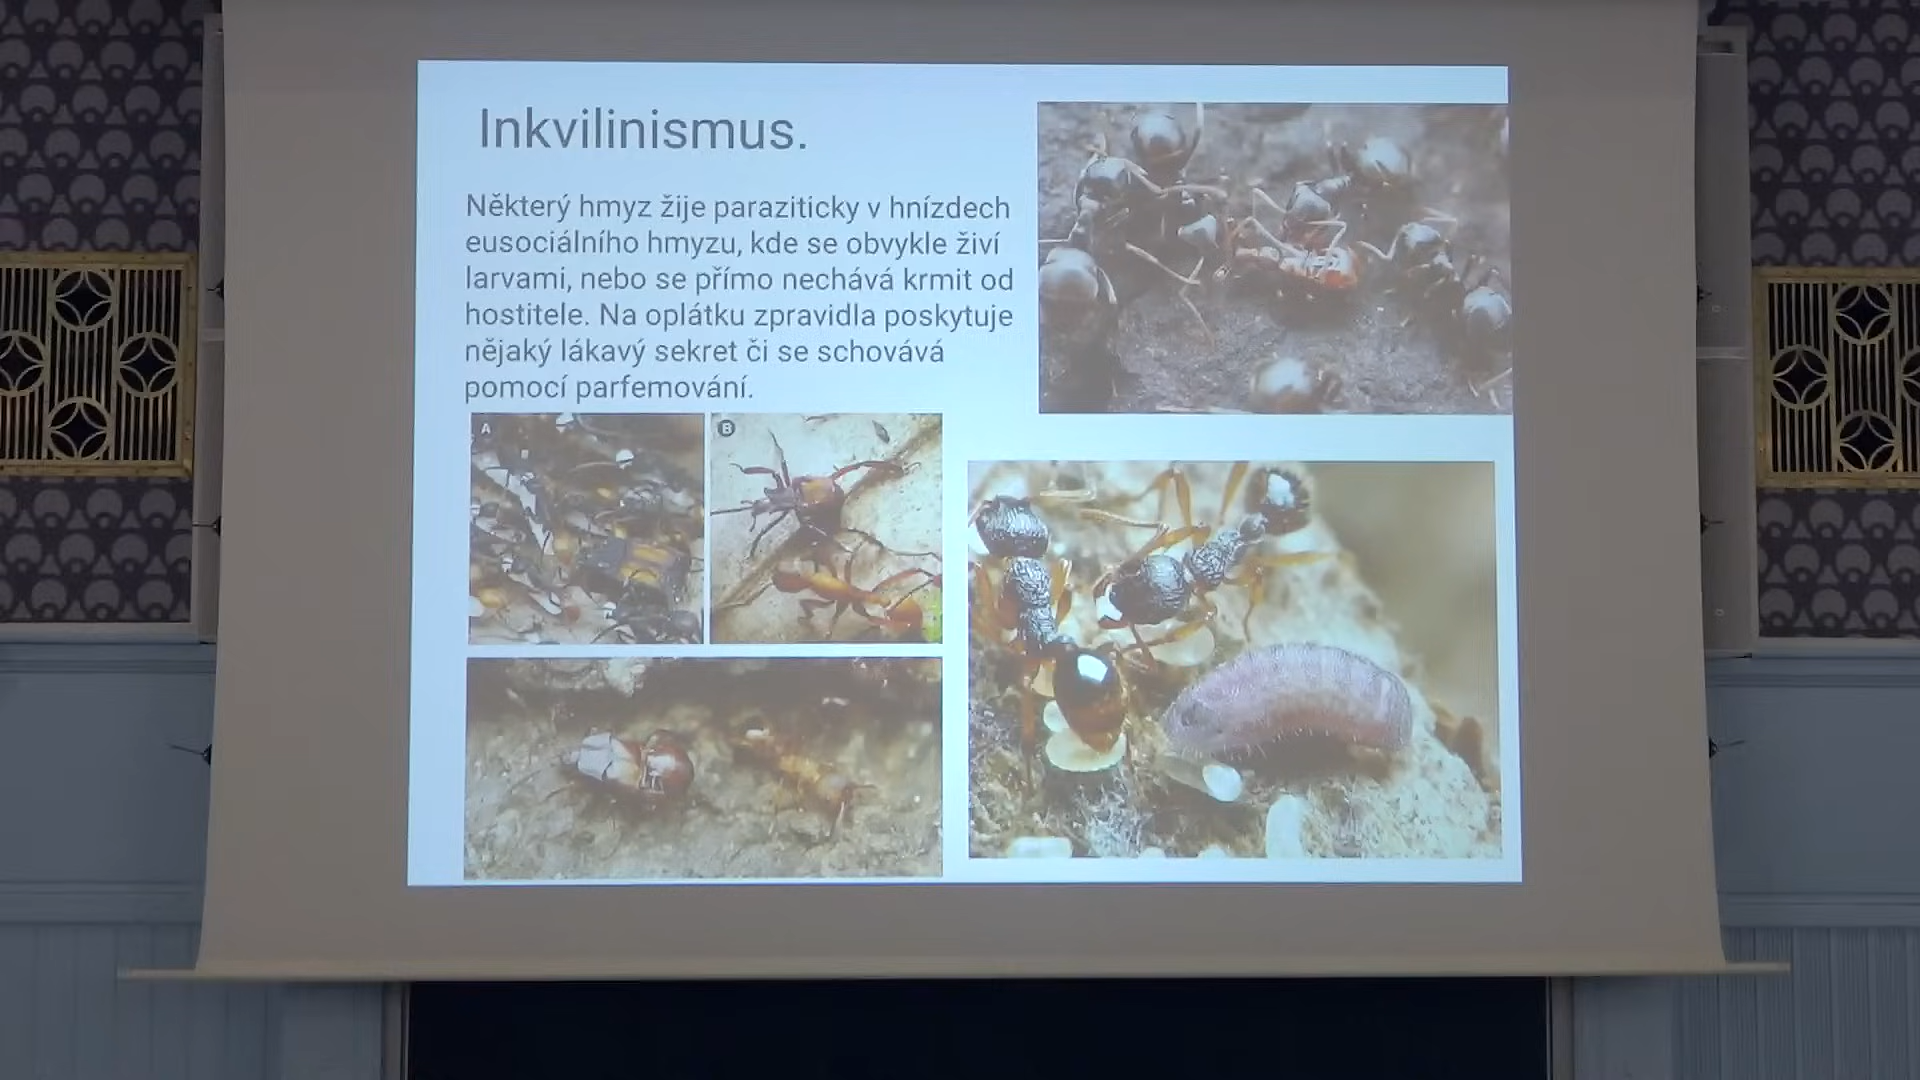 Inkvilinismus.
Některý hmyz žije paraziticky v hnízdech
eusociálního hmyzu, kde se obvykle živí
larvami, nebo se přímo nechává krmit od
hostitele. Na oplátku zpravidla poskytuje
nějaký lákavý sekret či se schovává
pomocí parfemování.
A
B